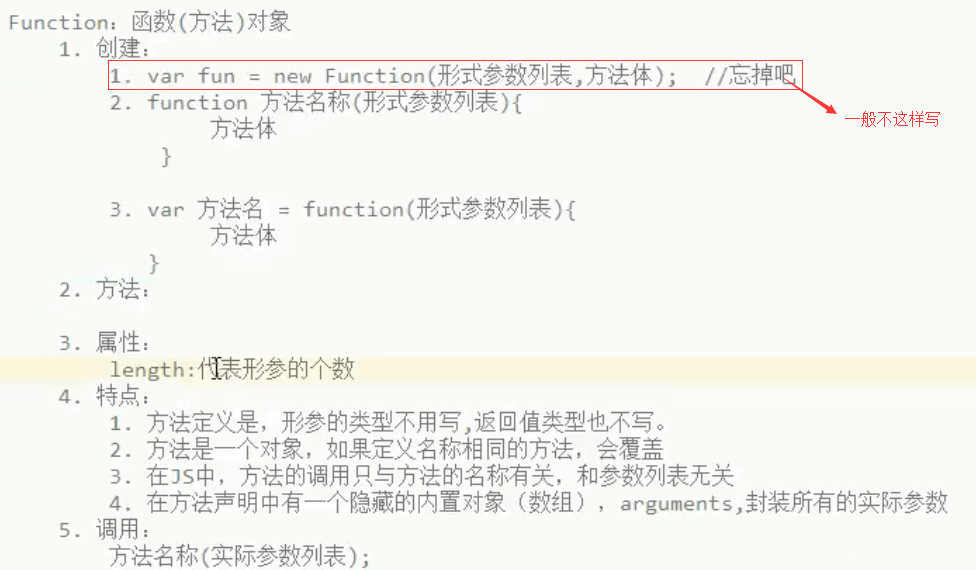 Function：函数(方法)对象
1. 创建：
1. var fun = new Function(形式参数列表,方法体);  //忘掉吧
2. function 方法名称(形式参数列表){
一般不这样写
方法体
}
3. var 方法名 = function(形式参数列表){
方法体
}
2. 方法：
3. 属性：
length:代表形参的个数
4. 特点：
1. 方法定义是，形参的类型不用写,返回值类型也不写。
2. 方法是一个对象，如果定义名称相同的方法，会覆盖
3. 在JS中，方法的调用只与方法的名称有关，和参数列表无关
4. 在方法声明中有一个隐藏的内置对象（数组），arguments,封装所有的实际参数
5. 调用：
方法名称(实际参数列表);